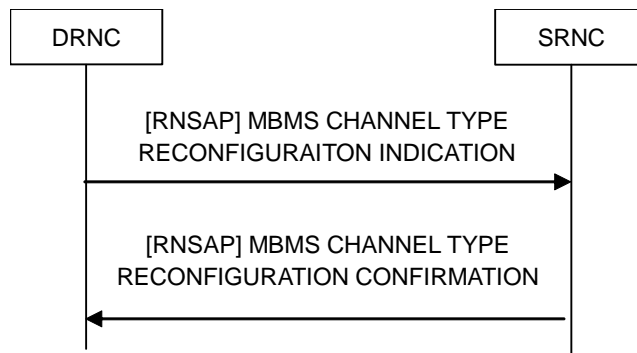 DRNC
SRNC
[RNSAP] MBMS CHANNEL TYPE
RECONFIGURAITON INDICATION
[RNSAP] MBMS CHANNEL TYPE
RECONFIGURATION CONFIRMATION